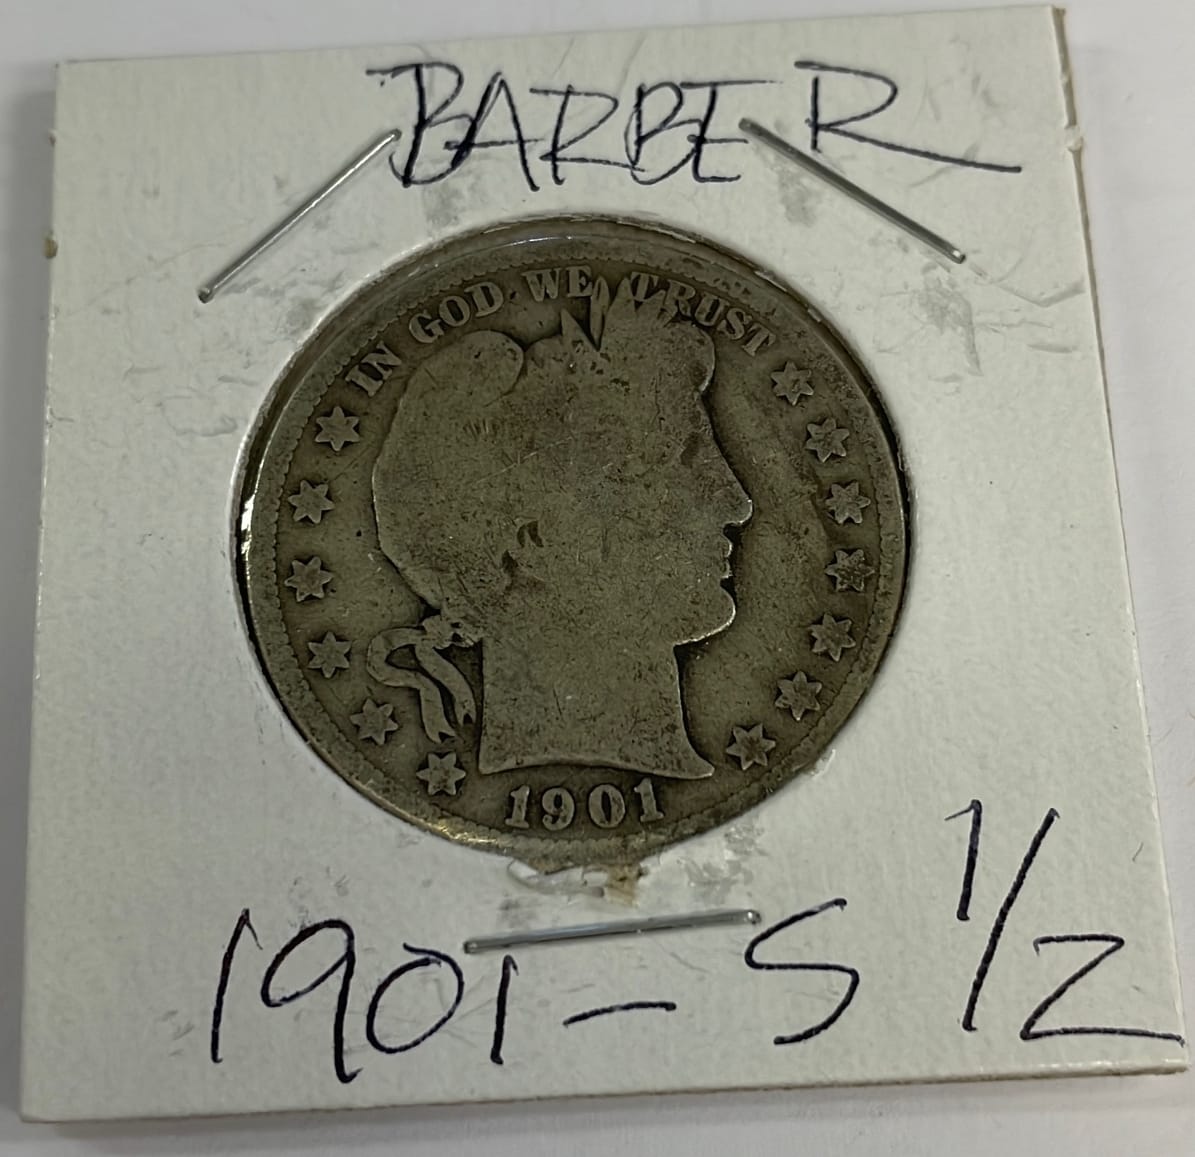 BARBER
IN GOD WE TRUST
1901
1901-S 1/2